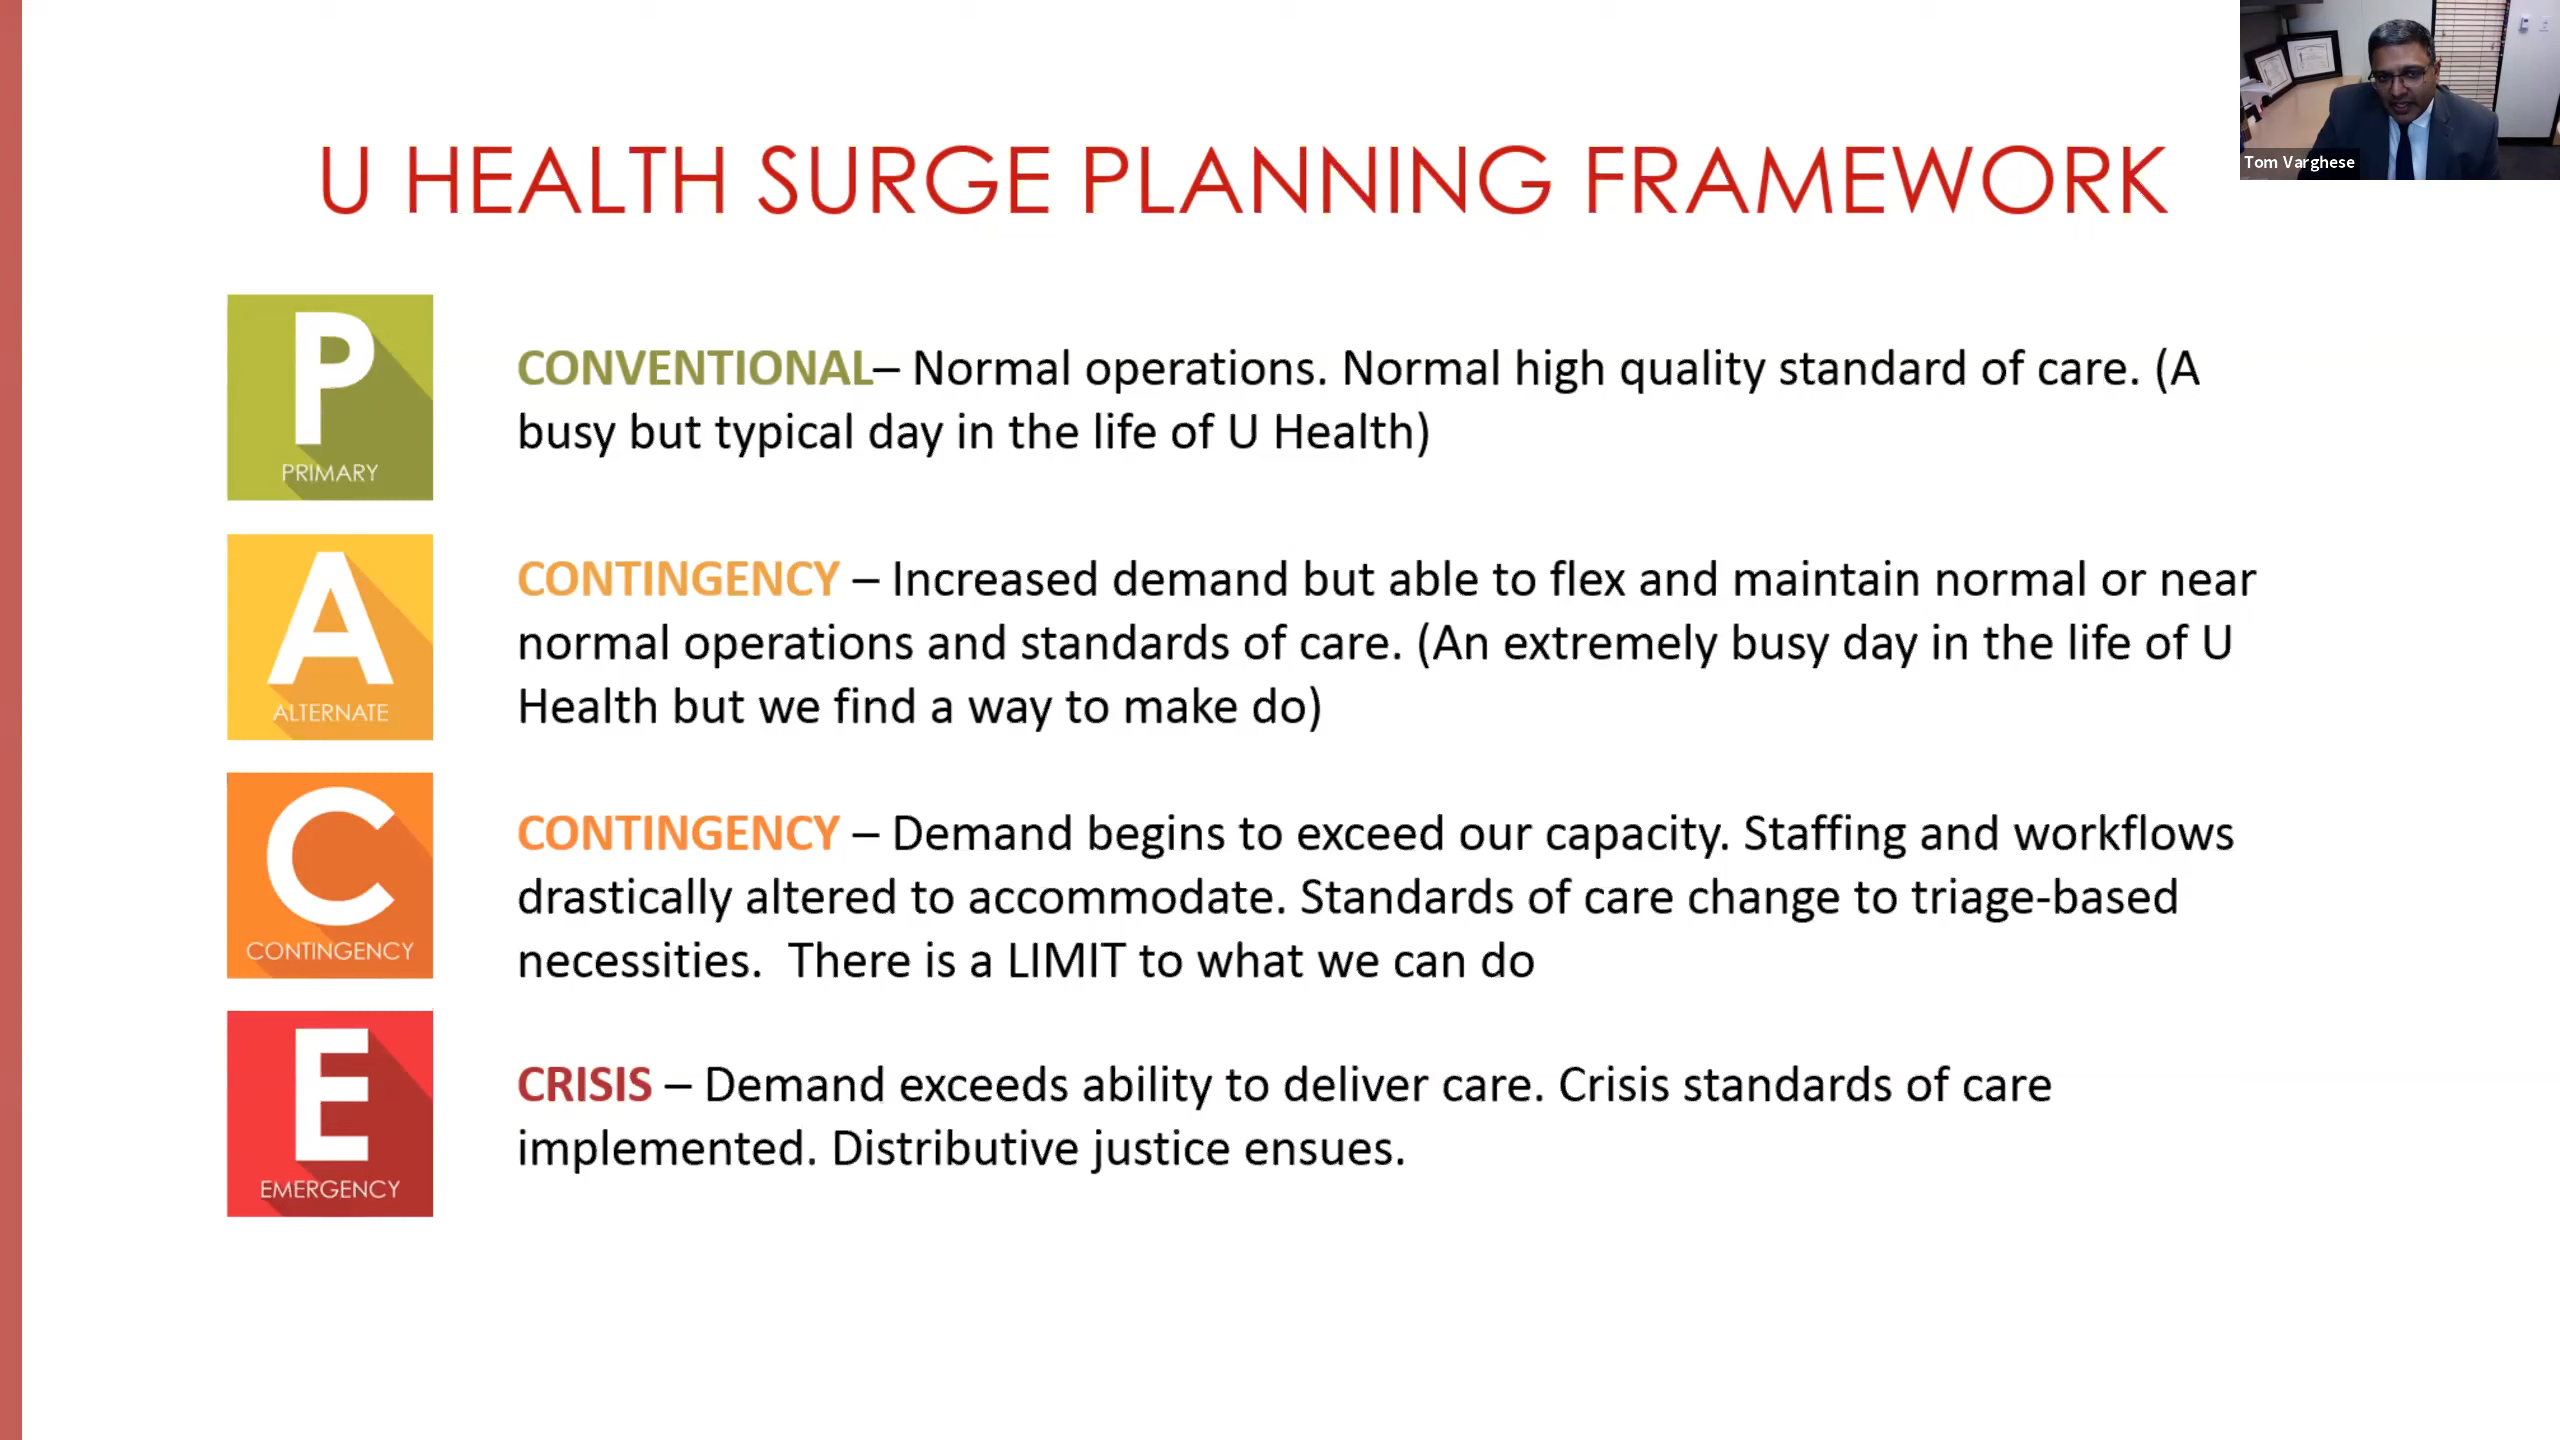 U HEALTH SURGE PLANNING FRAMEWORK
Tom Varghese
P
PRIMARY
CONVENTIONAL– Normal operations. Normal high quality standard of care. (A
busy but typical day in the life of U Health)
A
ALTERNATE
CONTINGENCY – Increased demand but able to flex and maintain normal or near
normal operations and standards of care. (An extremely busy day in the life of U
Health but we find a way to make do)
C
CONTINGENCY
CONTINGENCY – Demand begins to exceed our capacity. Staffing and workflows
drastically altered to accommodate. Standards of care change to triage-based
necessities.  There is a LIMIT to what we can do
E
EMERGENCY
CRISIS – Demand exceeds ability to deliver care. Crisis standards of care
implemented. Distributive justice ensues.